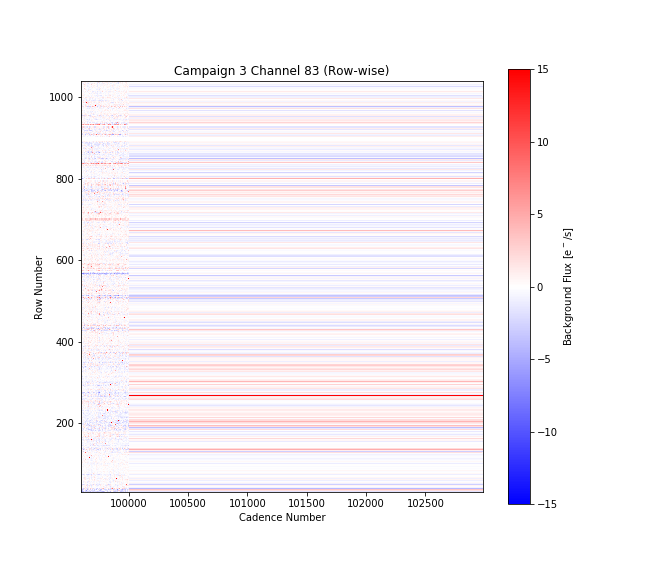 Campaign 3 Channel 83 (Row-wise)
1000
800
600
400
200
Row Number
100000 100500 101000 101500 102000 102500
Cadence Number
15
10
5
0
−5
−10
−15
Background Flux [e⁻/s]